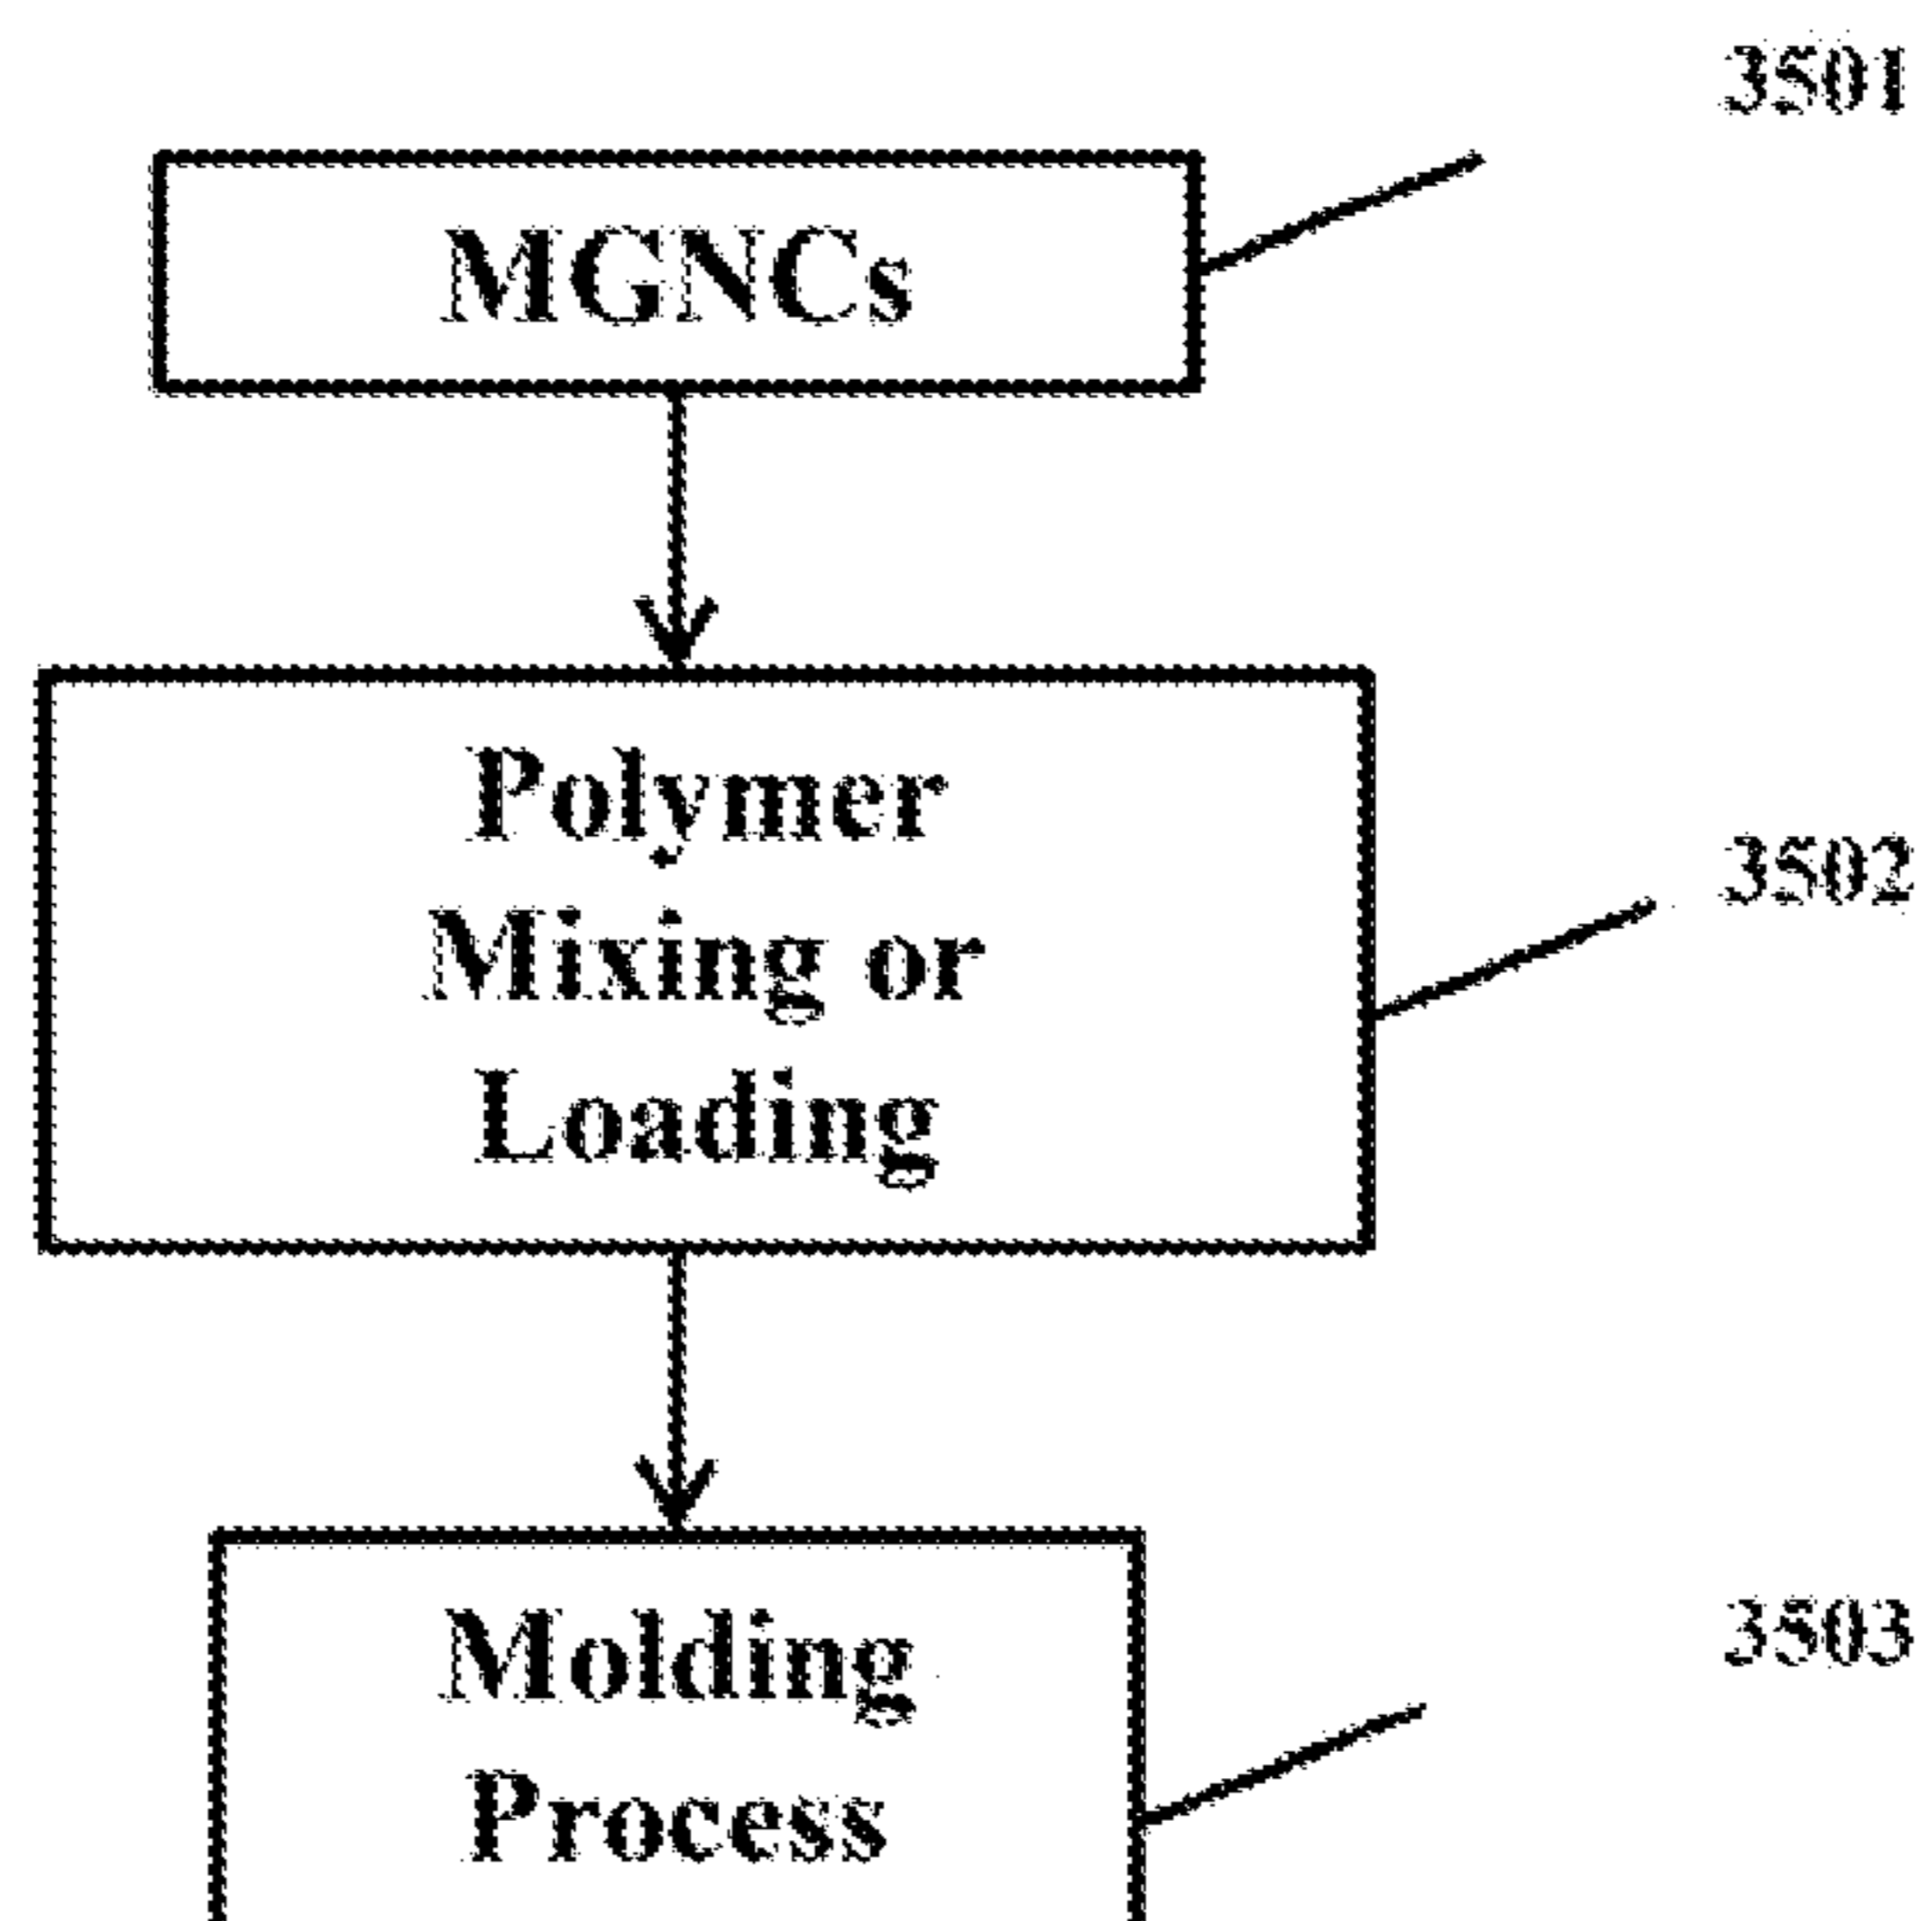 3501
MGNCs
Polymer
Mixing or
Loading
3502
Molding
Process
3503